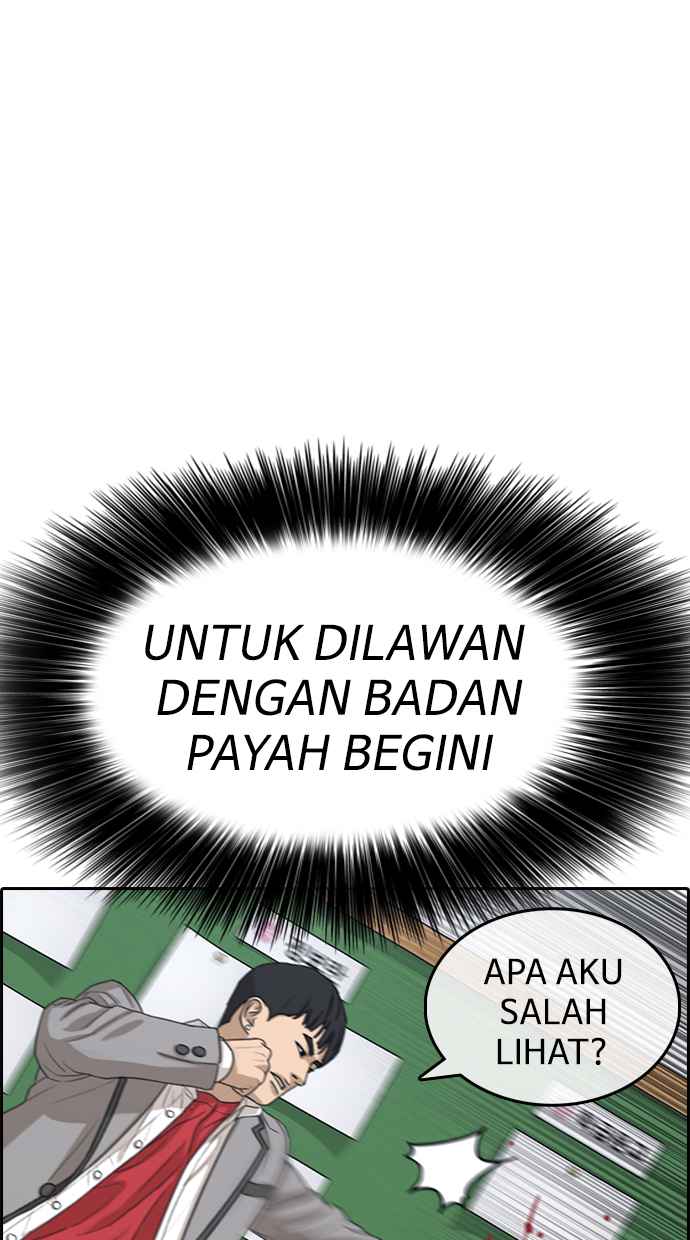 UNTUK DILAWAN
DENGAN BADAN
PAYAH BEGINI
APA AKU
SALAH
LIHAT?